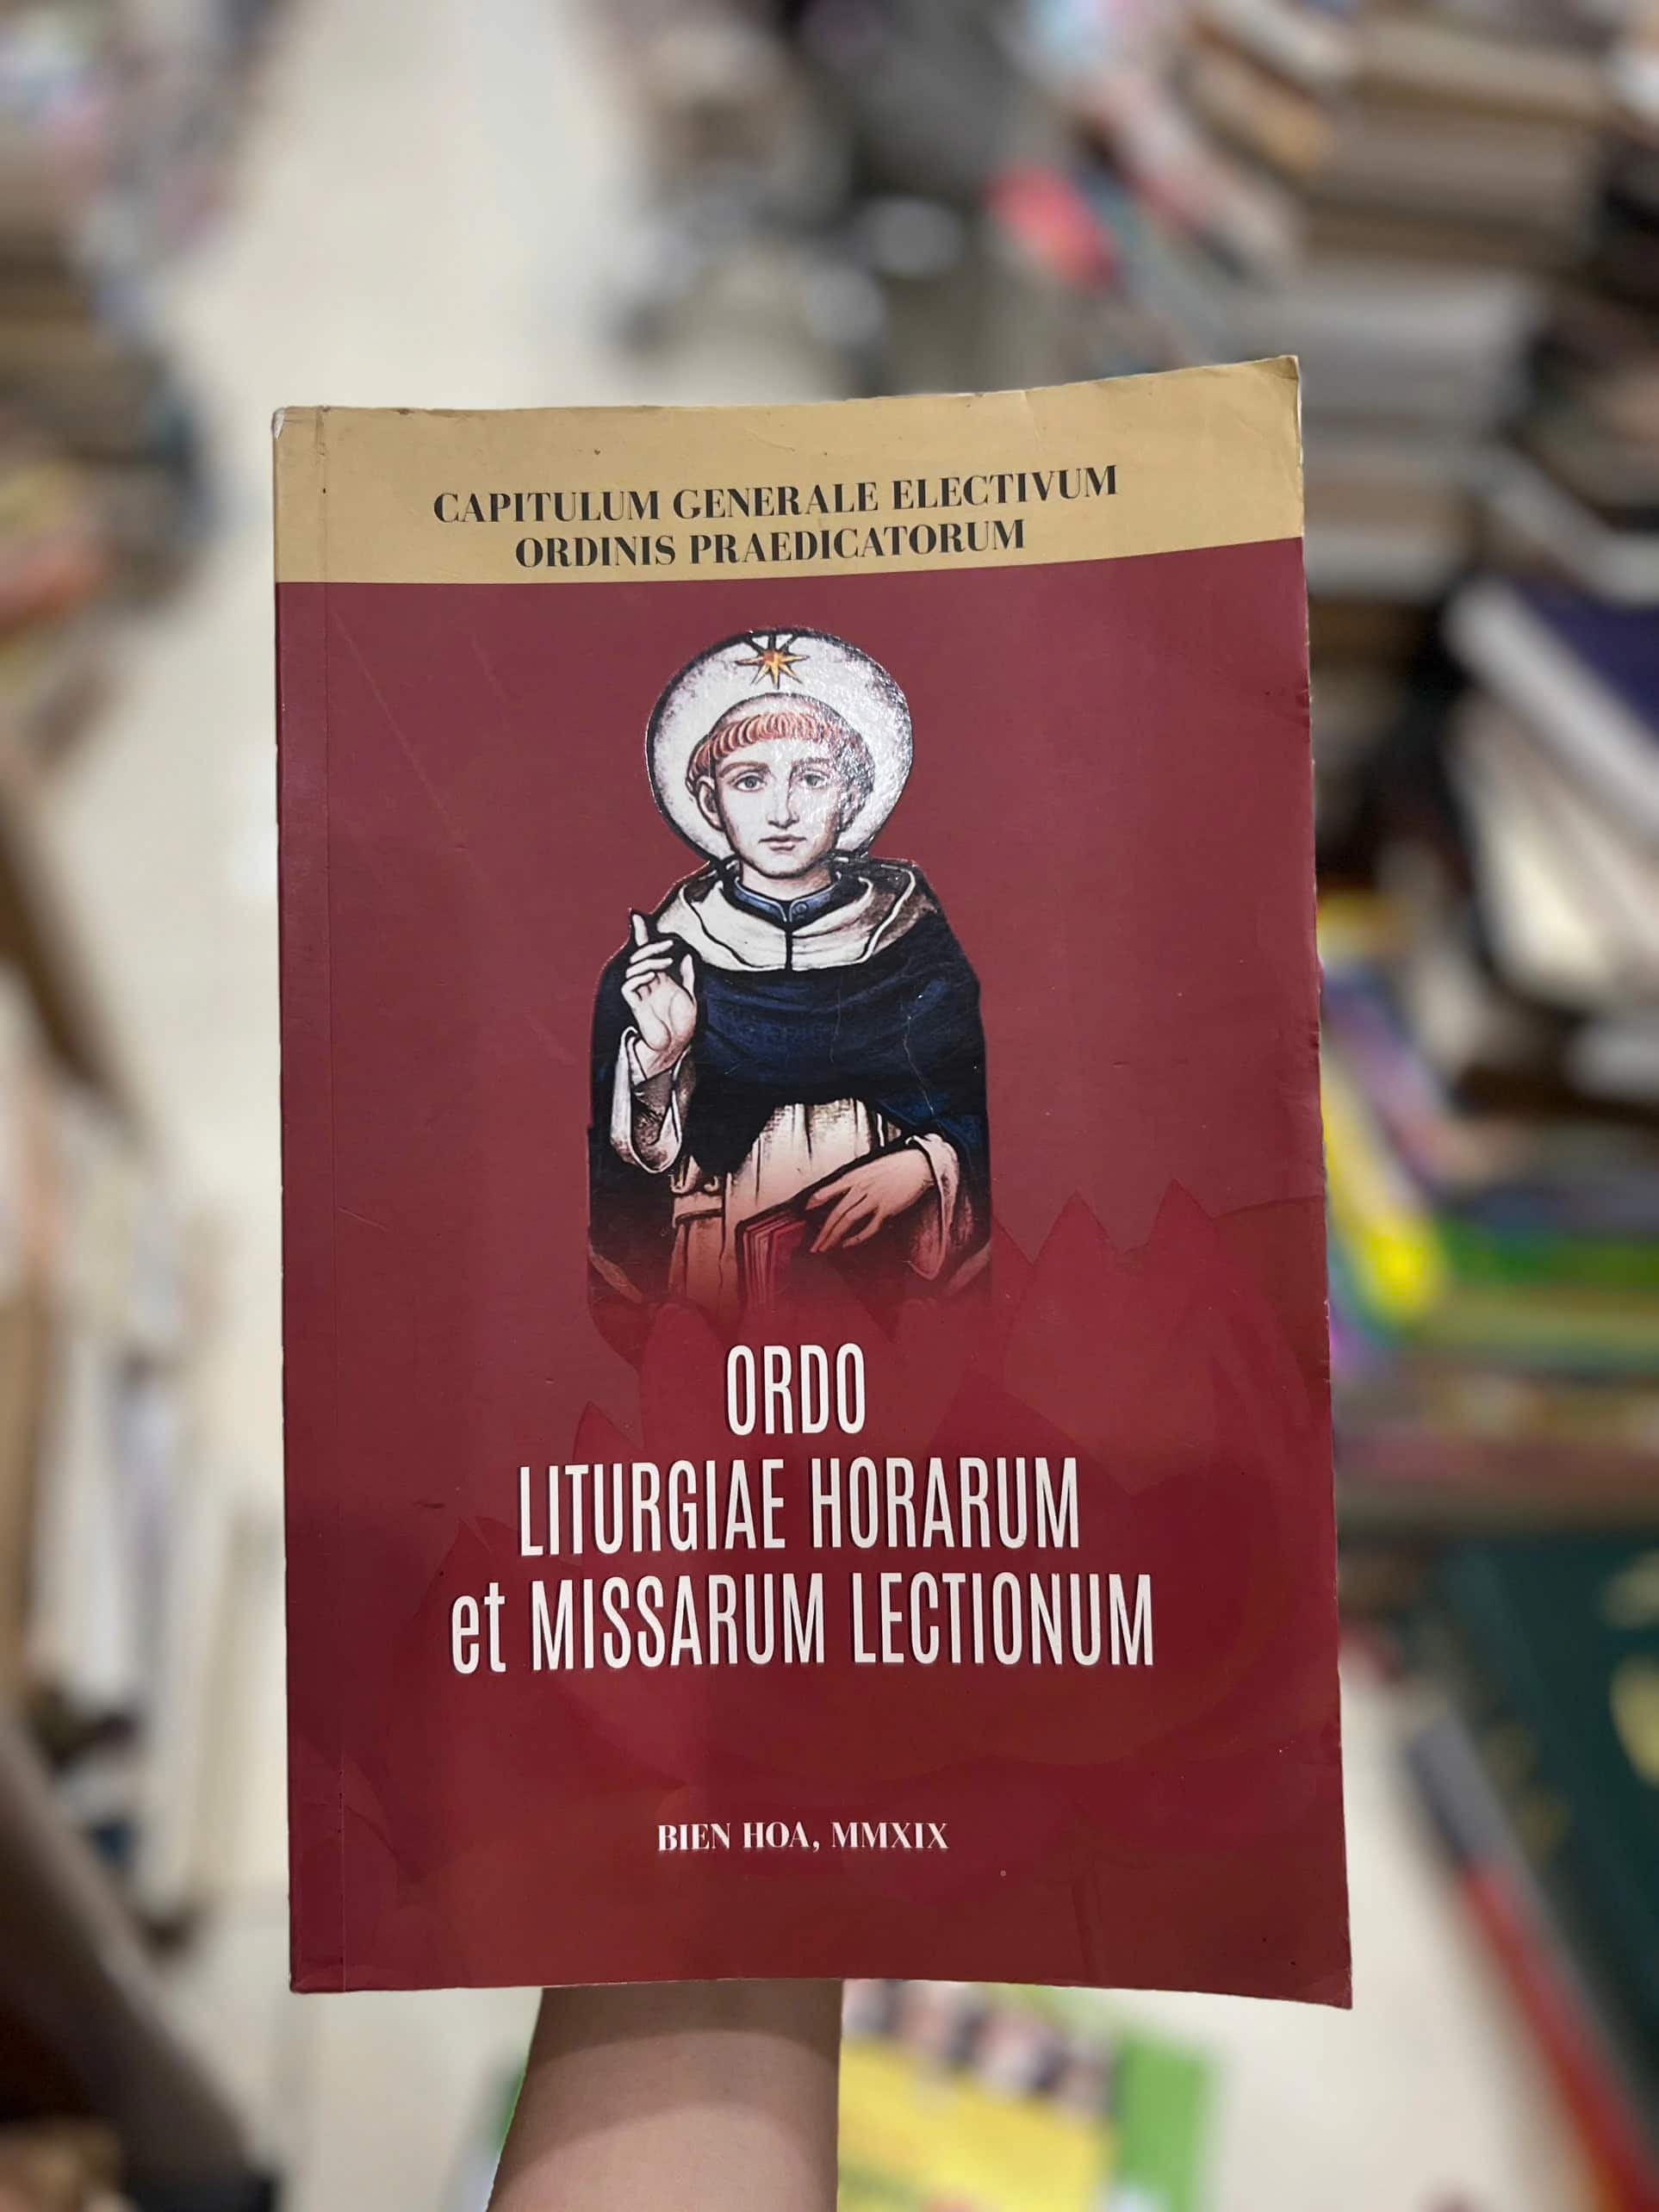 CAPITULUM GENERALE ELECTIVUM
ORDINIS PRAEDICATORUM
ORDO
LITURGIAE HORARUM
et MISSARUM LECTIONUM
BIEN HOA, MMXIX